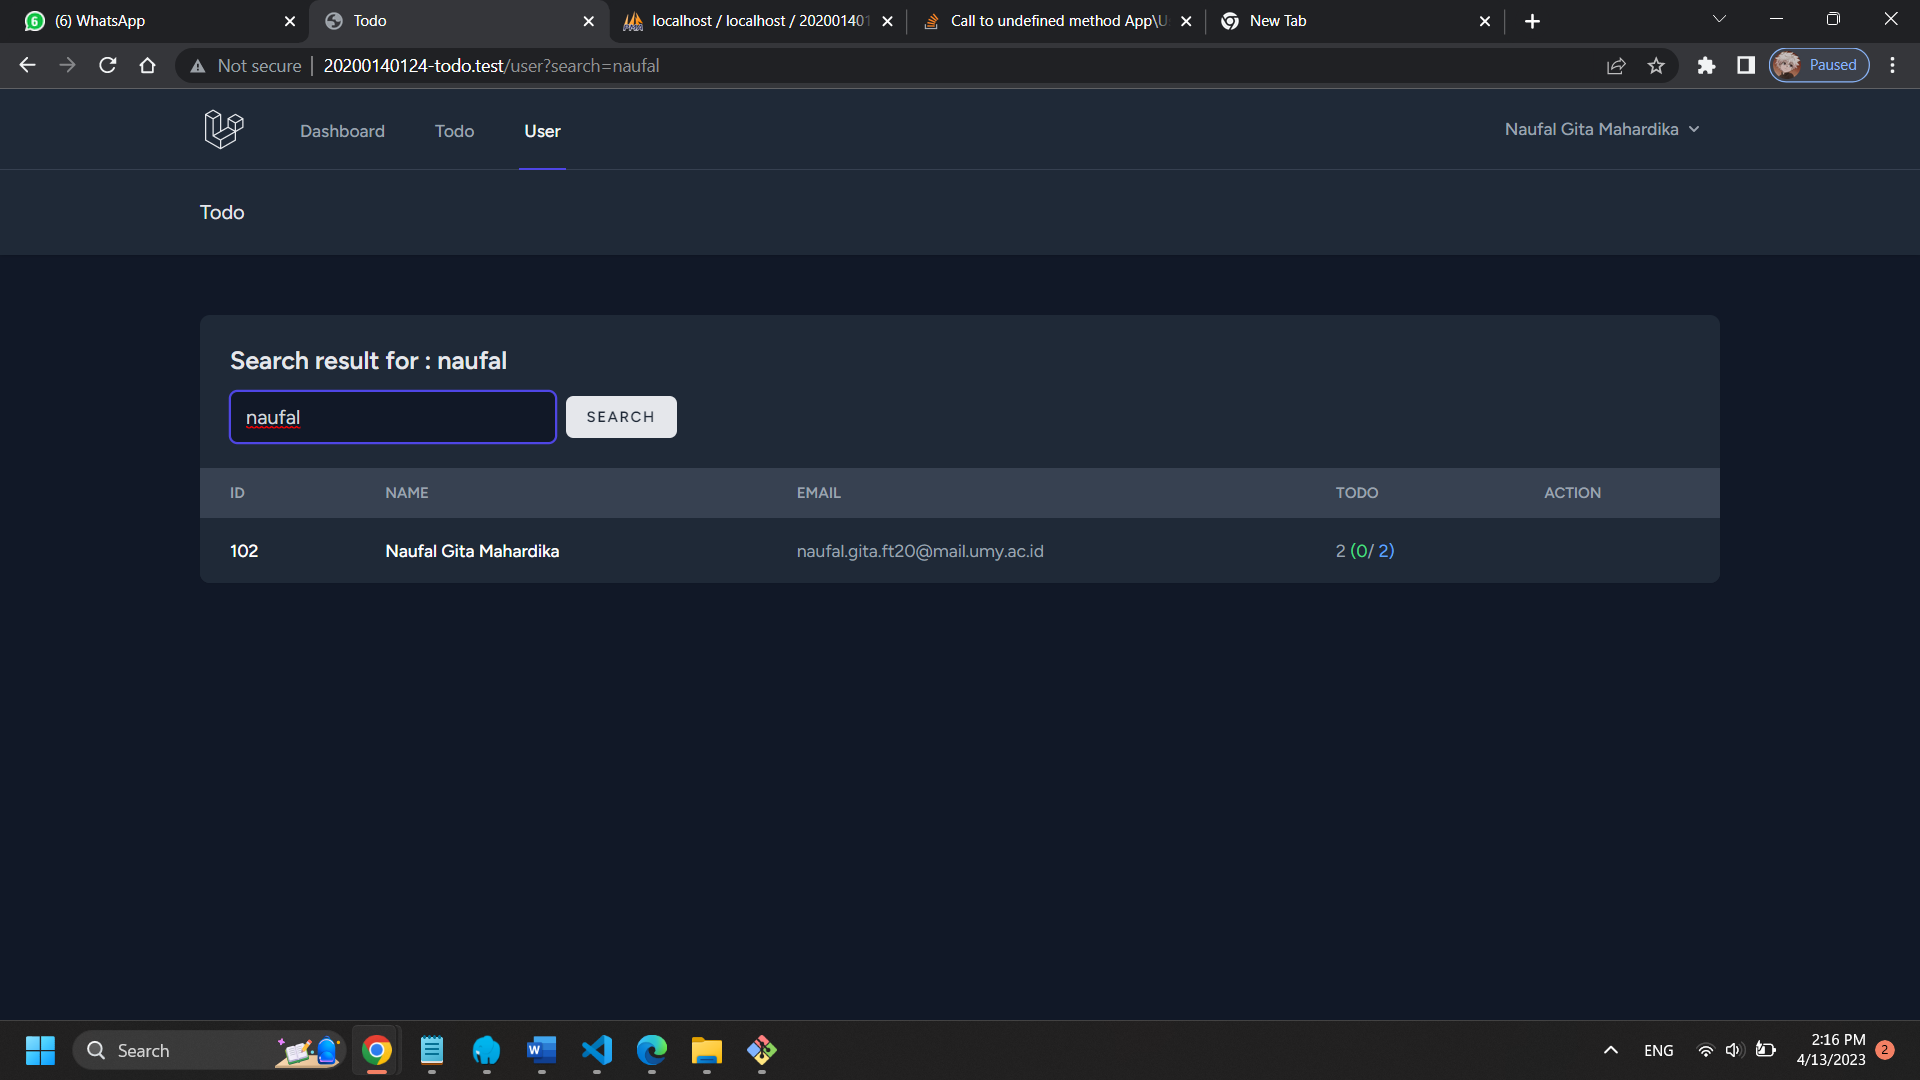 (6) WhatsApp
Todo
localhost / localhost / 202001401
Call to undefined method App\U
New Tab
Not secure
20200140124-todo.test/user?search=naufal
Paused
Dashboard
Todo
User
Naufal Gita Mahardika
Todo
Search result for : naufal
naufal
SEARCH
ID NAME EMAIL TODO ACTION
102 Naufal Gita Mahardika naufal.gita.ft20@mail.umy.ac.id 2 (0/ 2)
Search
ENG
2:16 PM
4/13/2023
2